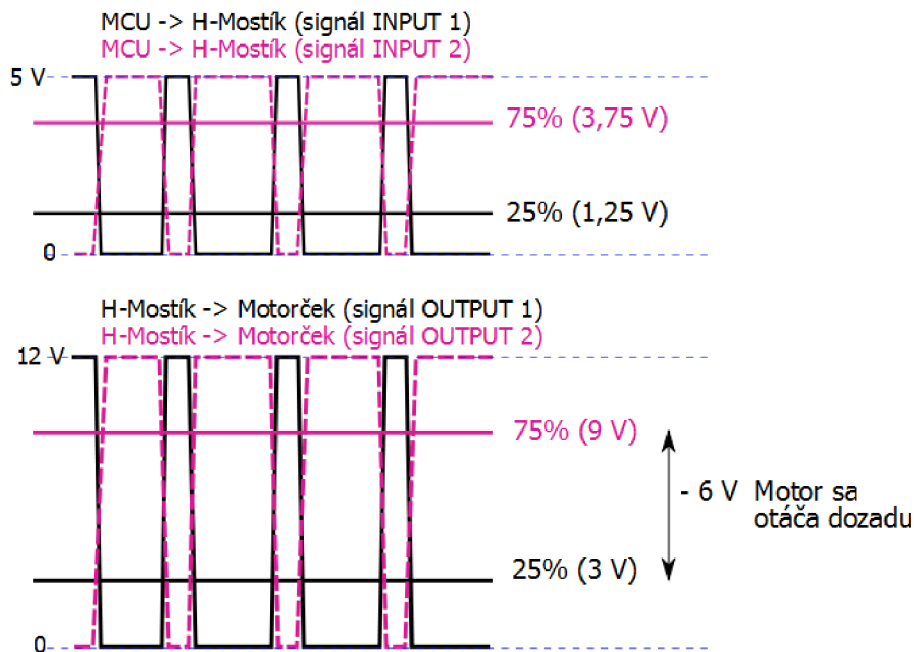 MCU -> H-Mostík (signál INPUT 1)
MCU -> H-Mostík (signál INPUT 2)
5 V
75% (3,75 V)
25% (1,25 V)
0
H-Mostík -> Motorček (signál OUTPUT 1)
H-Mostík -> Motorček (signál OUTPUT 2)
12 V
75% (9 V)
- 6 V Motor sa
otáča dozadu
25% (3 V)
0